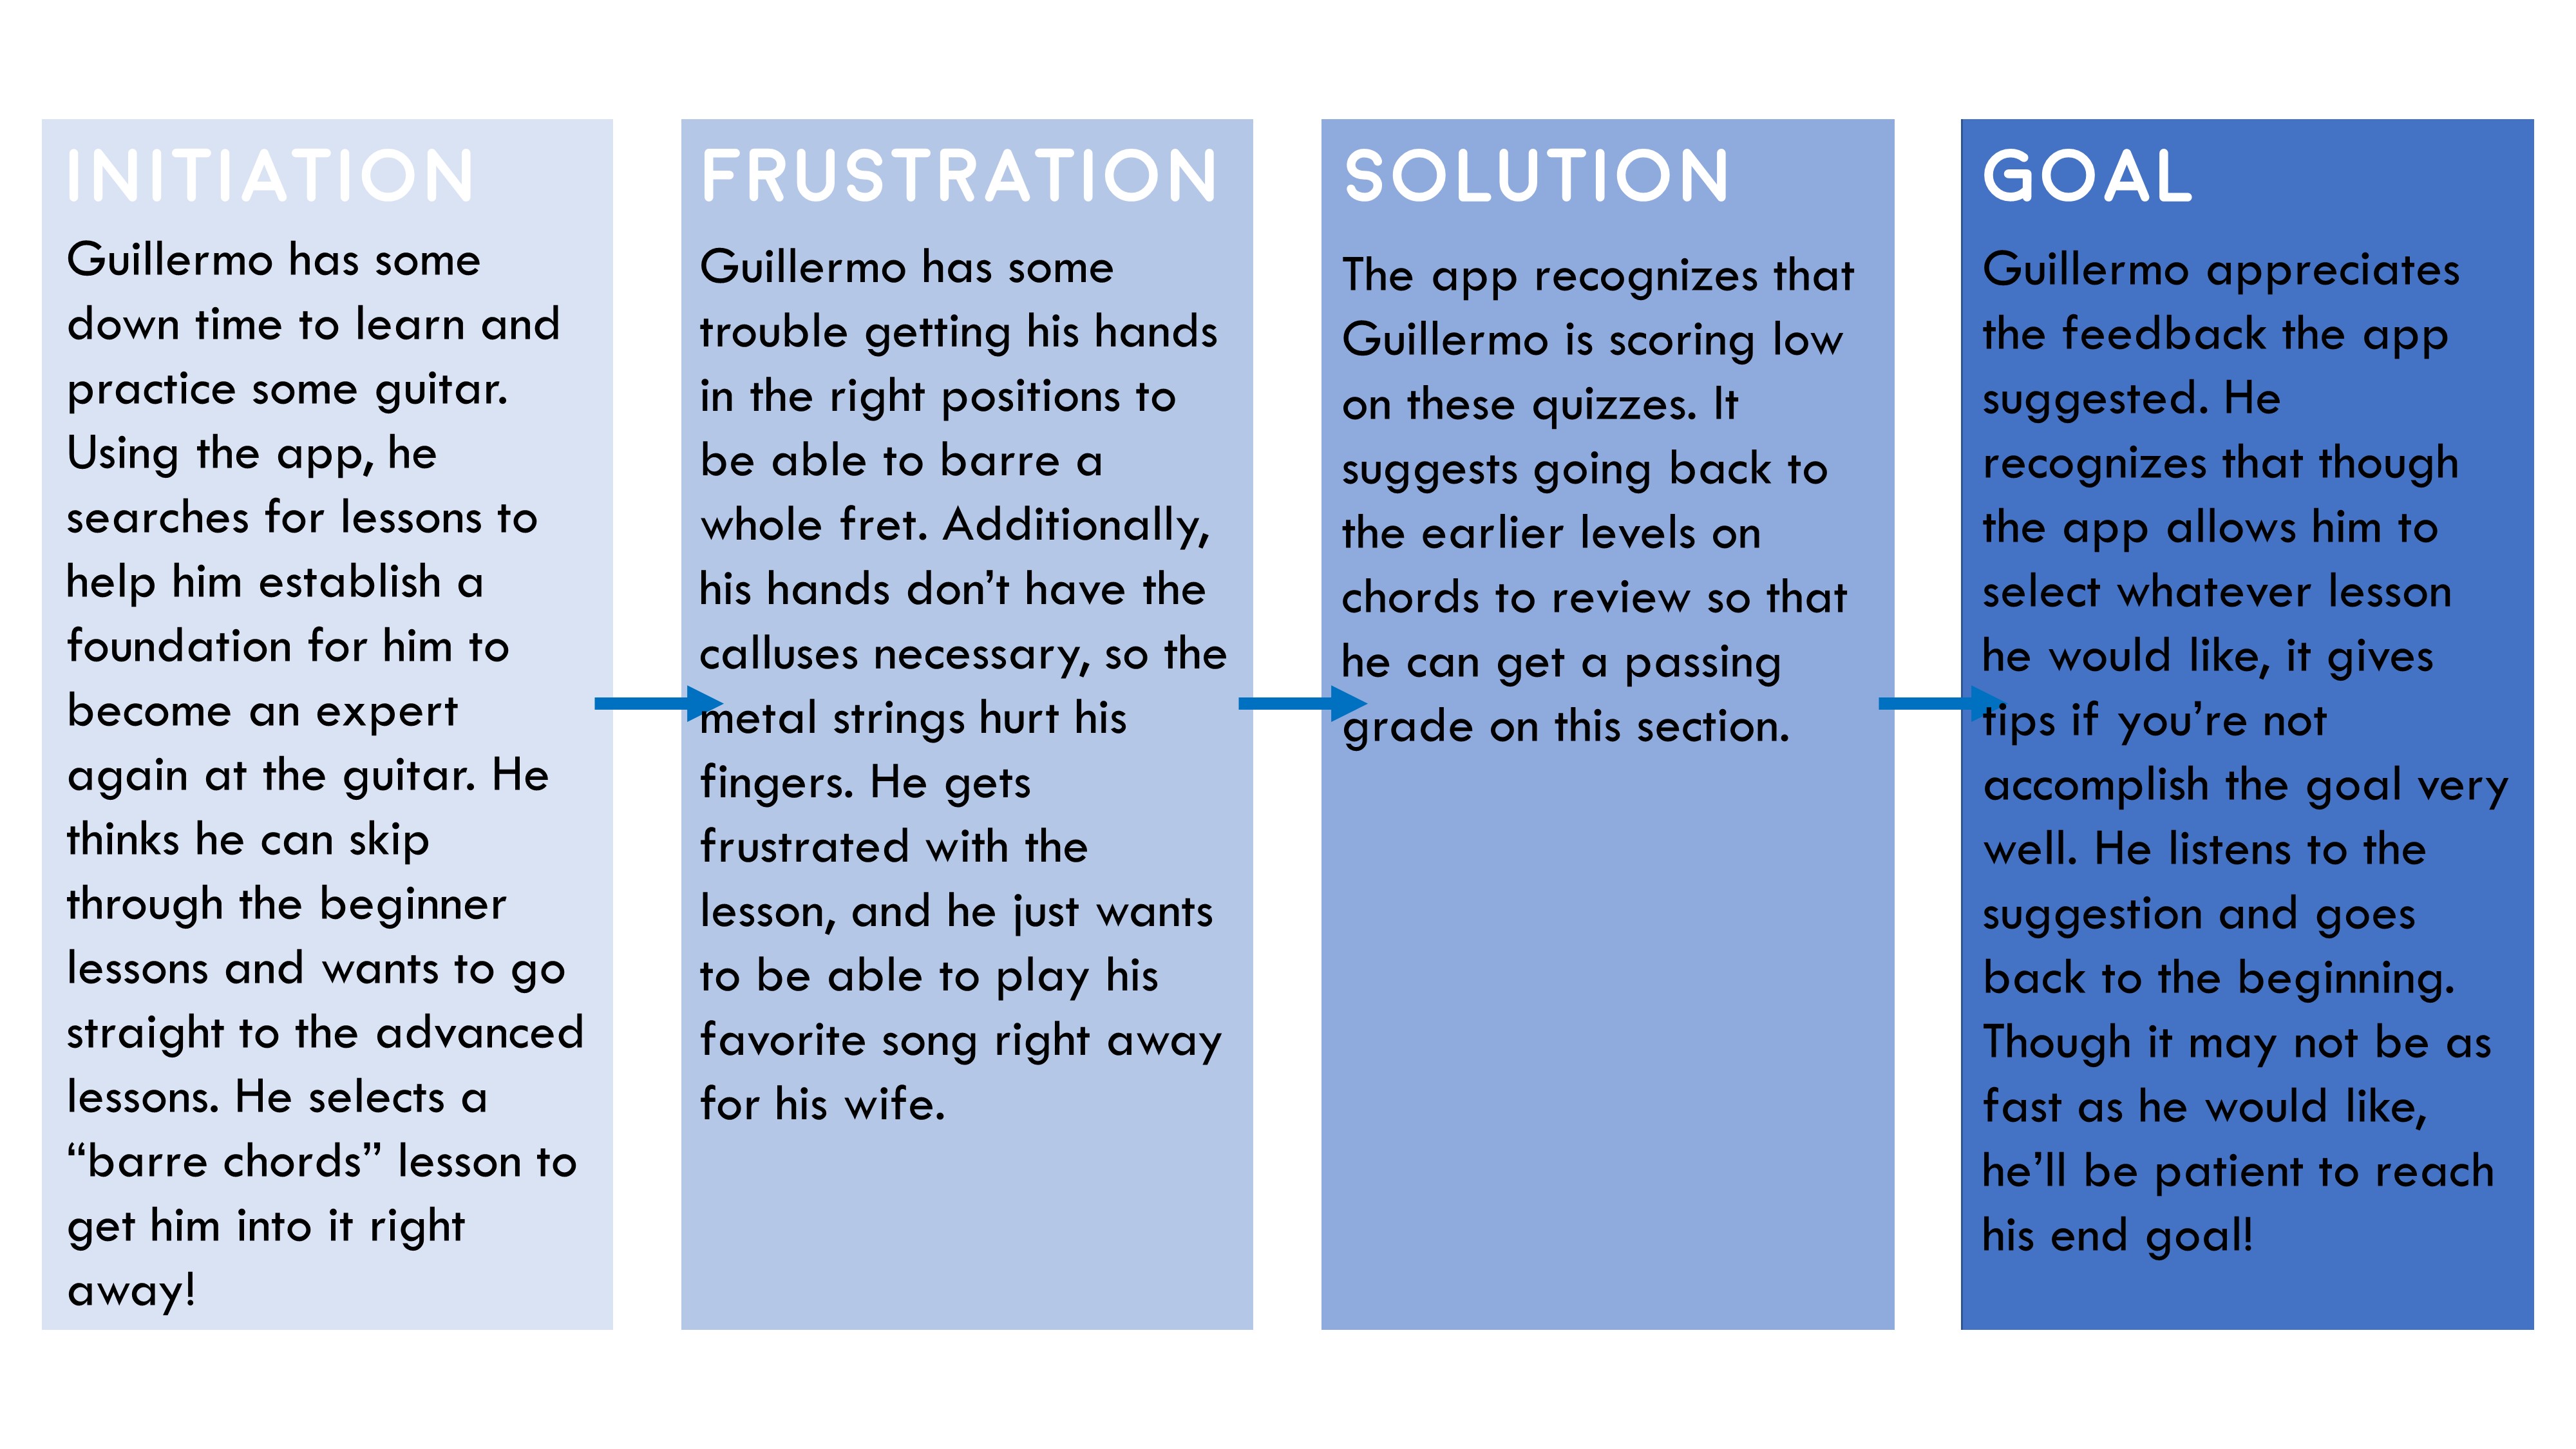 INITIATION
Guillermo has some
down time to learn and
practice some guitar.
Using the app, he
searches for lessons to
help him establish a
foundation for him to
become an expert
again at the guitar. He
thinks he can skip
through the beginner
lessons and wants to go
straight to the advanced
lessons. He selects a
“barre chords” lesson to
get him into it right
away!
FRUSTRATION
Guillermo has some
trouble getting his hands
in the right positions to
be able to barre a
whole fret. Additionally,
his hands don’t have the
calluses necessary, so the
metal strings hurt his
fingers. He gets
frustrated with the
lesson, and he just wants
to be able to play his
favorite song right away
for his wife.
SOLUTION
The app recognizes that
Guillermo is scoring low
on these quizzes. It
suggests going back to
the earlier levels on
chords to review so that
he can get a passing
grade on this section.
GOAL
Guillermo appreciates
the feedback the app
suggested. He
recognizes that though
the app allows him to
select whatever lesson
he would like, it gives
tips if you’re not
accomplish the goal very
well. He listens to the
suggestion and goes
back to the beginning.
Though it may not be as
fast as he would like,
he’ll be patient to reach
his end goal!